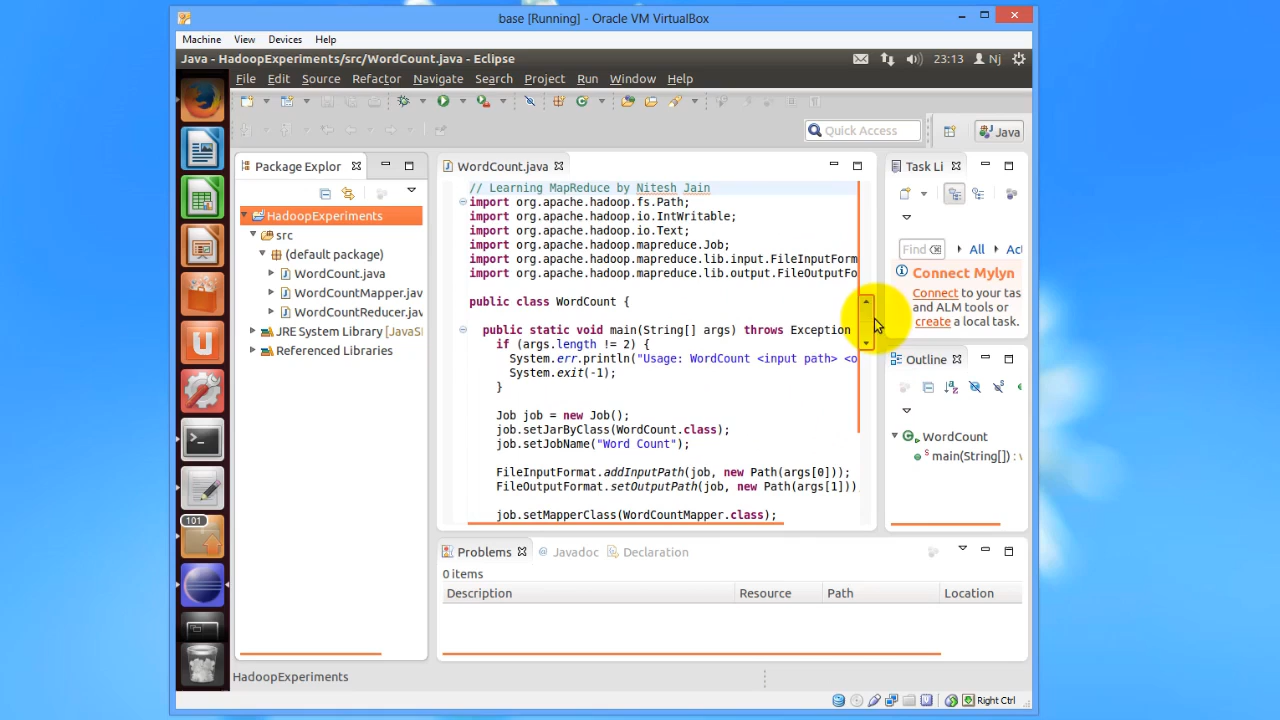 base [Running] - Oracle VM VirtualBox
Machine View Devices Help
Java - HadoopExperiments/src/WordCount.java - Eclipse
23:13 Nj
File Edit Source Refactor Navigate Search Project Run Window Help
Quick Access
Java
Package Explor
HadoopExperiments
src
(default package)
WordCount.java
WordCountMapper.jav
WordCountReducer.jav
JRE System Library [JavaS
Referenced Libraries
101
WordCount.java
// Learning MapReduce by Nitesh Jain
import org.apache.hadoop.fs.Path;
import org.apache.hadoop.io.IntWritable;
import org.apache.hadoop.io.Text;
import org.apache.hadoop.mapreduce.Job;
import org.apache.hadoop.mapreduce.lib.input.FileInputForm
import org.apache.hadoop.mapreduce.lib.output.FileOutputFo
public class WordCount {
public static void main(String[] args) throws Exception
if (args.length != 2) {
System.err.println("Usage: WordCount <input path> <o
System.exit(-1);
}
Job job = new Job();
job.setJarByClass(WordCount.class);
job.setJobName("Word Count");
FileInputFormat.addInputPath(job, new Path(args[0]));
FileOutputFormat.setOutputPath(job, new Path(args[1]))
job.setMapperClass(WordCountMapper.class);
Task Li
Find All Ac
Connect Mylyn
Connect to your tas
and ALM tools or
create a local task.
Outline
WordCount
main(String[]) :
Problems Javadoc Declaration
0 items
Description Resource Path Location
HadoopExperiments
Right Ctrl